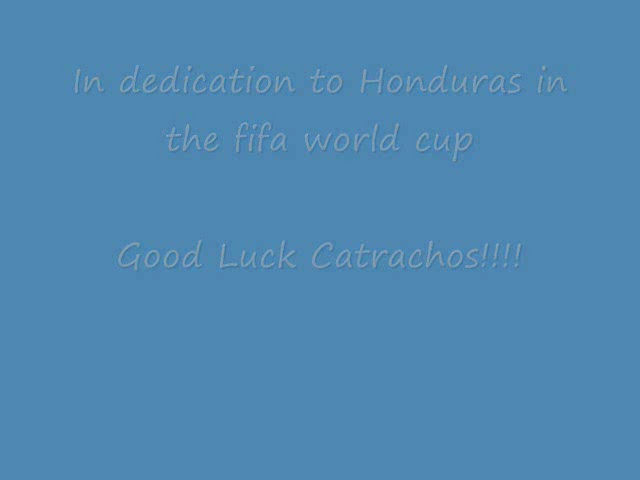 In dedication to Honduras in
the fifa world cup
Good Luck Catrachos!!!!